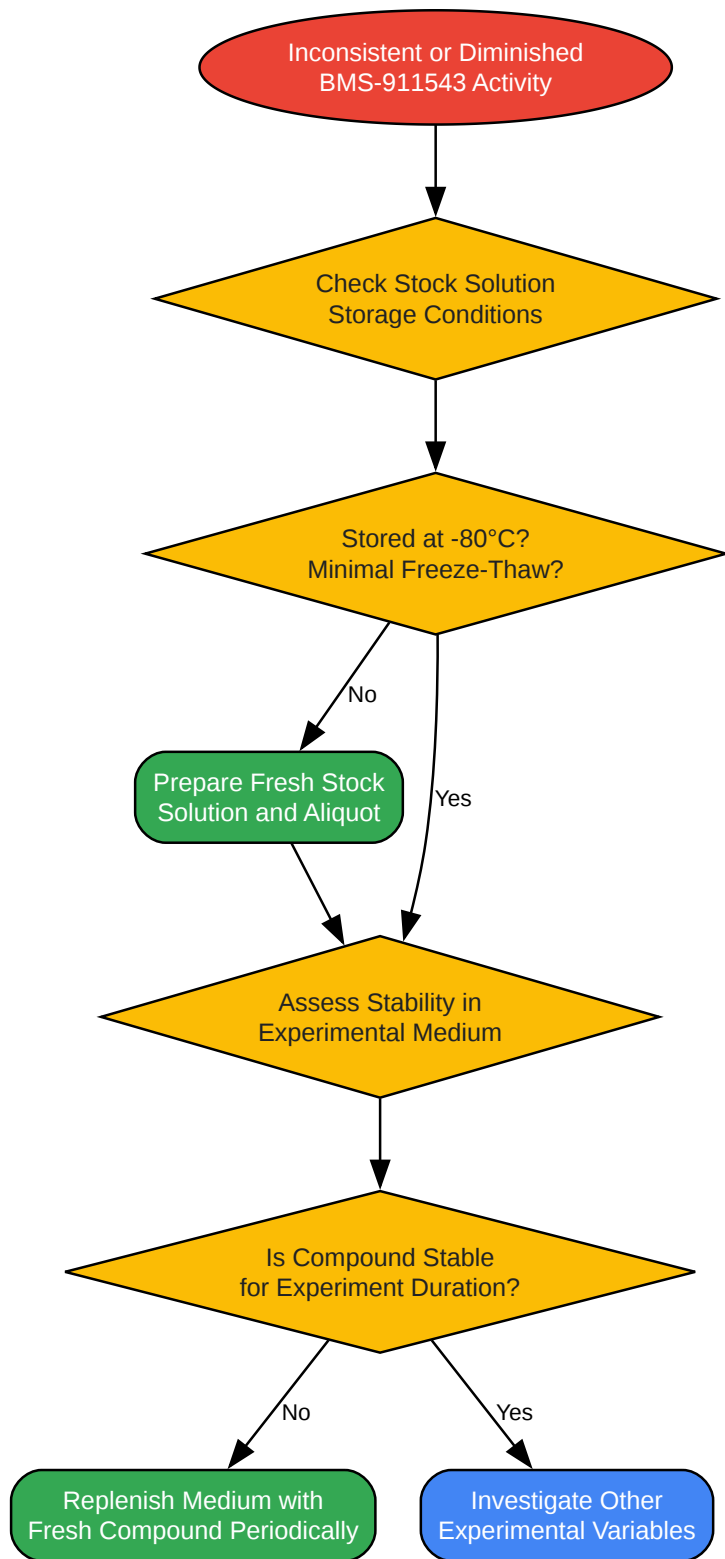 Inconsistent or Diminished
BMS-911543 Activity
Check Stock Solution
Storage Conditions
Stored at -80°C?
Minimal Freeze-Thaw?
No
Prepare Fresh Stock
Solution and Aliquot
Yes
Assess Stability in
Experimental Medium
Is Compound Stable
for Experiment Duration?
No
Yes
Replenish Medium with
Fresh Compound Periodically
Investigate Other
Experimental Variables